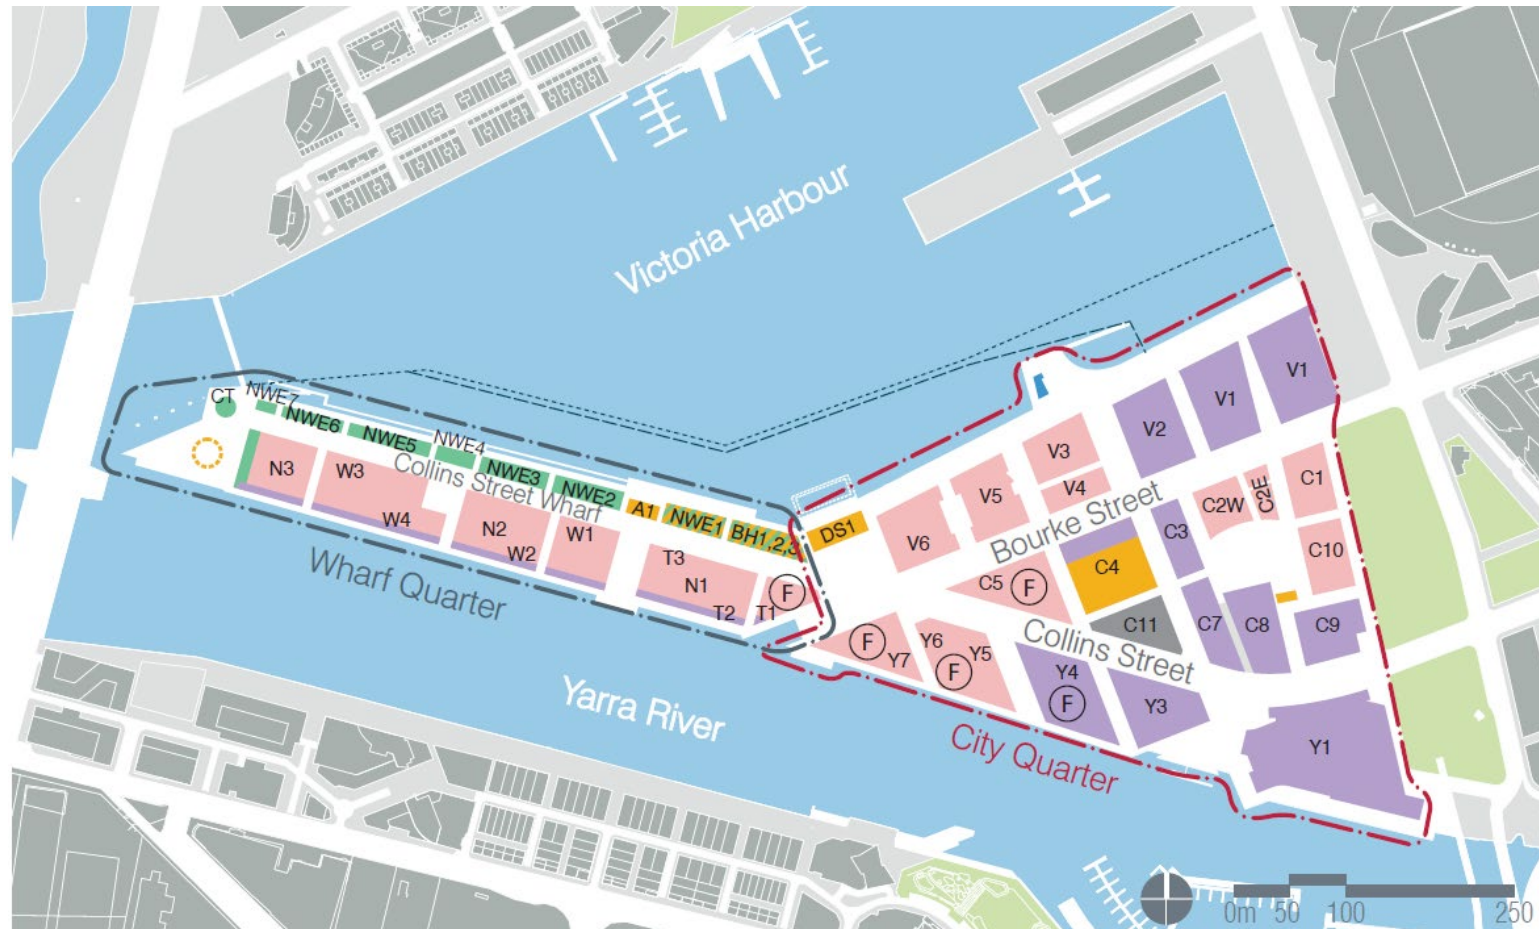 Victoria Harbour
CT
NWE7
NWE6
NWE5
NWE4
NWE3
NWE2
A1
NWE1
BH1,2,3
DS1
Collins Street Wharf
N3
W3
W4
N2
W2
W1
T3
N1
T2
T1
F
Wharf Quarter
V1
V1
V2
V3
V4
V5
V6
Bourke Street
C1
C2E
C2W
C3
C10
C4
C5
F
C11
C7
C8
C9
Collins Street
F
Y7
Y6
Y5
F
Y4
F
Y3
Y1
Yarra River
City Quarter
0m 50 100 250